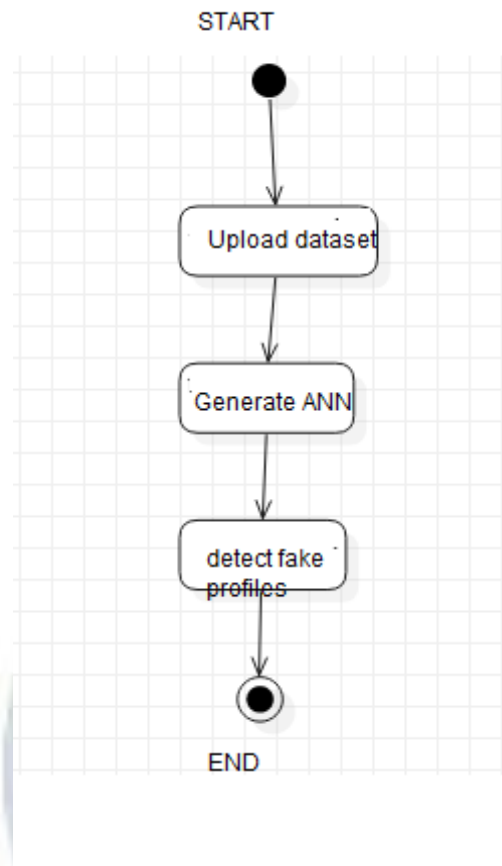 START
Upload dataset
Generate ANN
detect fake
profiles
END